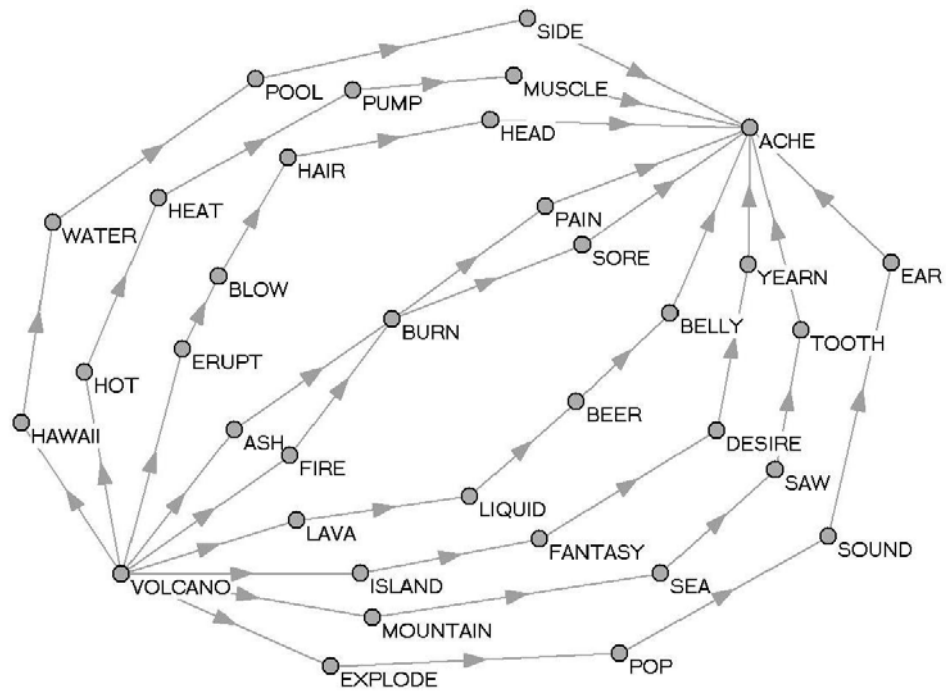 SIDE
POOL
PUMP
MUSCLE
HEAD
ACHE
HAIR
HEAT
PAIN
WATER
SORE
YEARN
EAR
BLOW
BURN
BELLY
TOOTH
ERUPT
HOT
BEER
HAWAII
ASH
DESIRE
FIRE
SAW
LIQUID
LAVA
FANTASY
SOUND
VOLCANO
ISLAND
SEA
MOUNTAIN
POP
EXPLODE